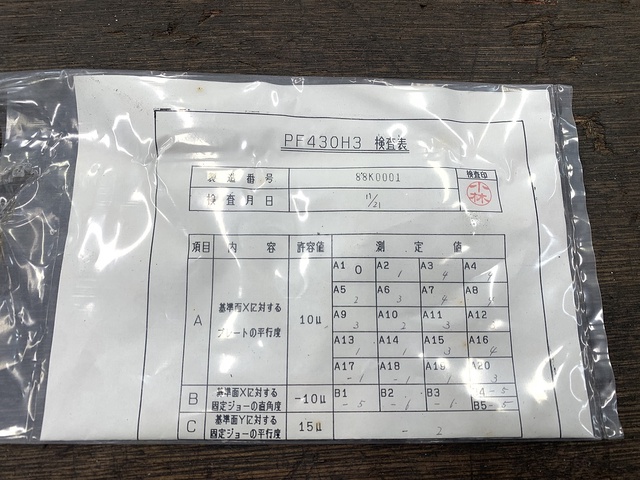 PF430H3 検査表
製造番号 88K0001 検査印
検査月日 11/21 小林
項目 内容 許容値 測定値
A 基準面Xに対するプレートの平行度 10μ
A1 0 A2 1 A3 4 A4
A5 2 A6 3 A7 4 A8
A9 3 A10 2 A11 3 A12 3
A13 1 A14 1 A15 3 A16 4
A17 -1 A18 -1 A19 A20 3
B 基準面Xに対する固定ジョーの直角度 -10μ
B1 -5 B2 -1 B3 -1 B4 -5
B5 -5
C 基準面Yに対する固定ジョーの平行度 15μ - 2